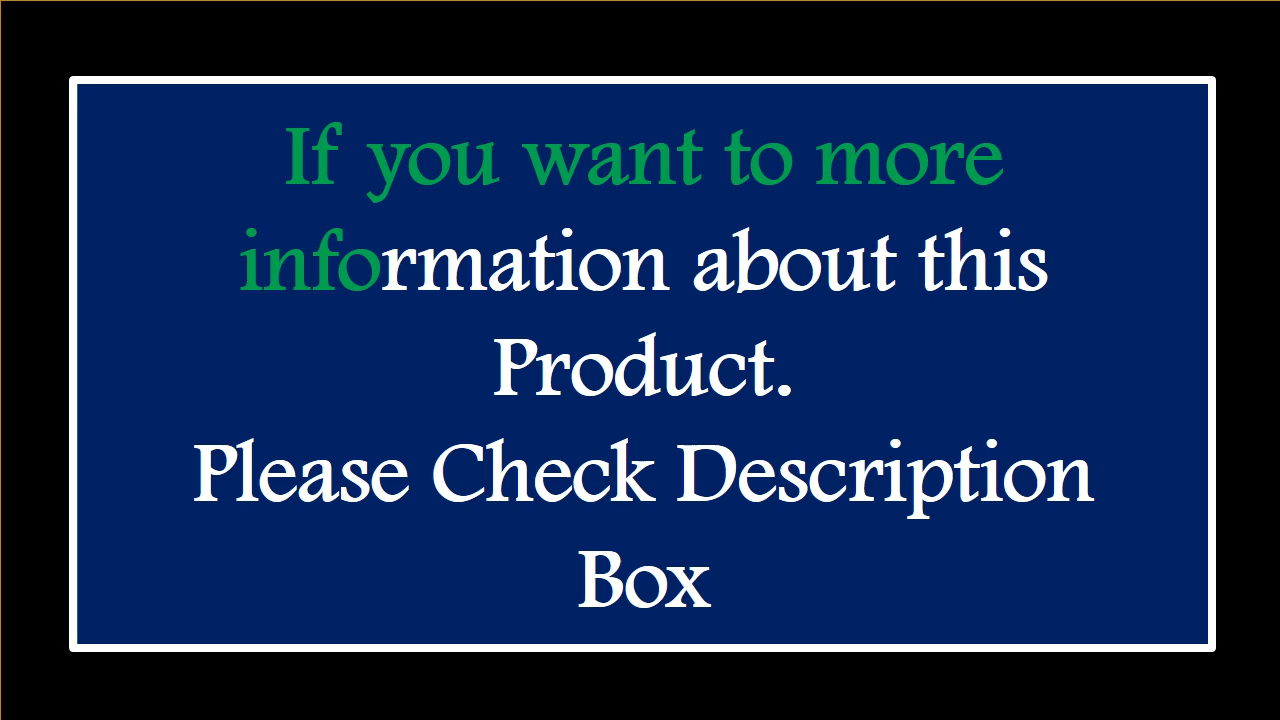 If you want to more
information about this
Product.
Please Check Description
Box